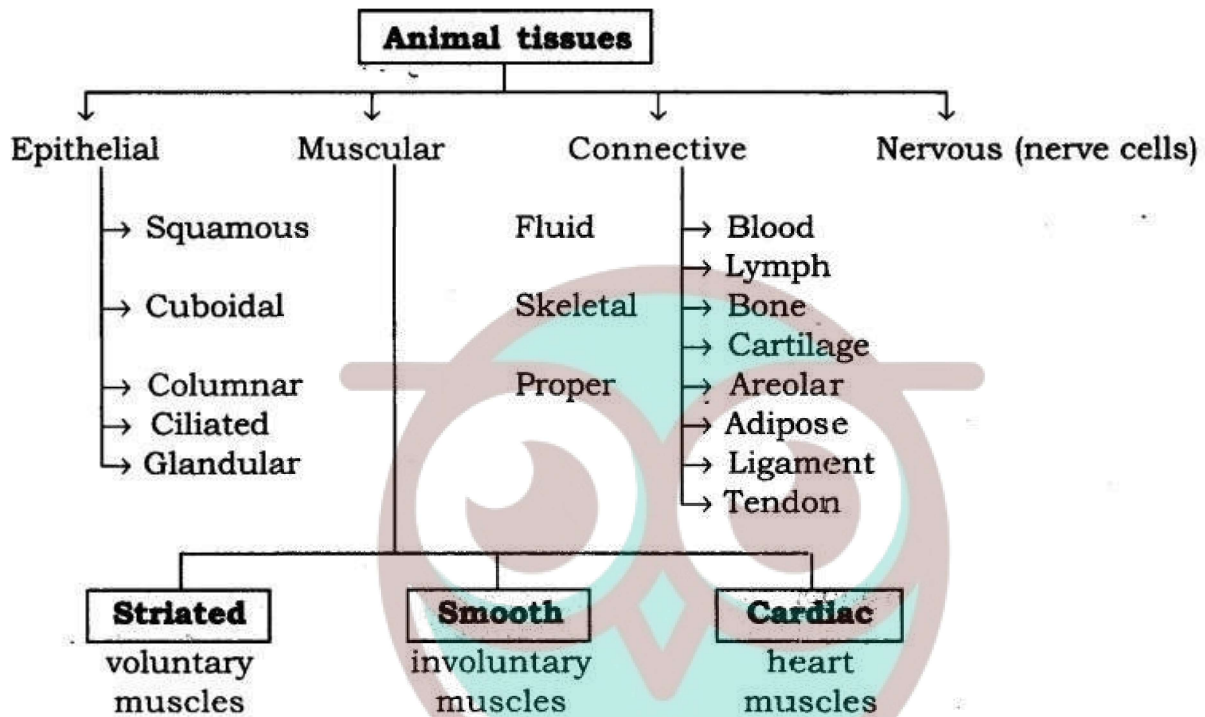 Animal tissues
Epithelial Muscular Connective Nervous (nerve cells)
Squamous Fluid Blood
Lymph
Cuboidal Skeletal Bone
Cartilage
Columnar Proper Areolar
Ciliated Adipose
Glandular Ligament
Tendon
Striated Smooth Cardiac
voluntary involuntary heart
muscles muscles muscles